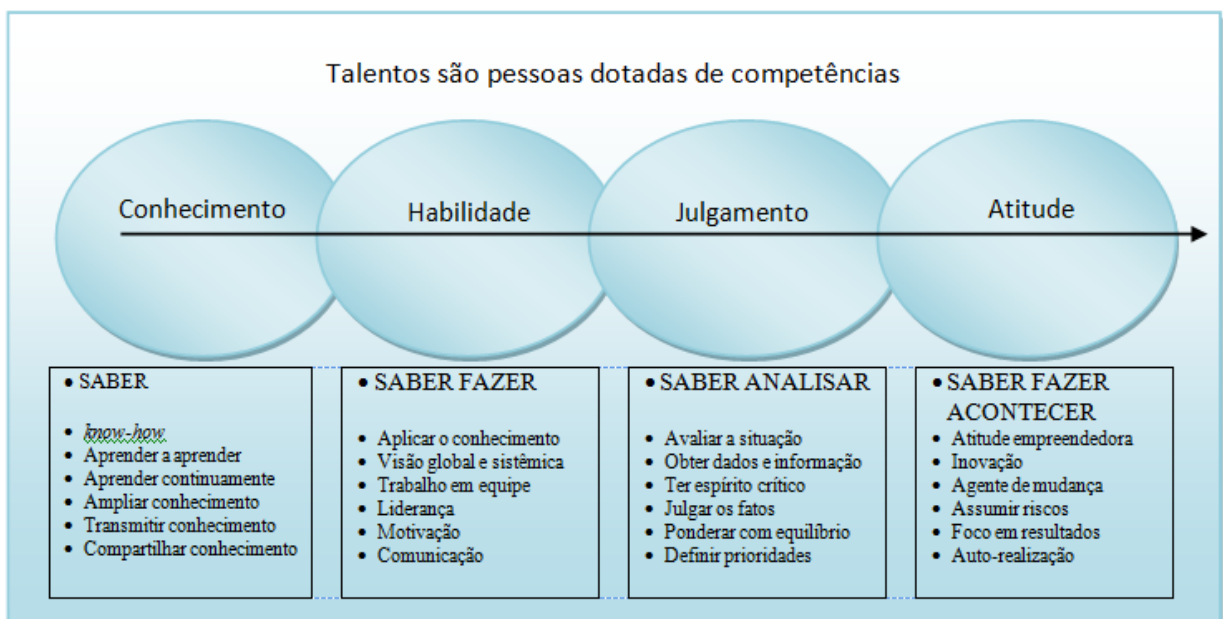 Talentos são pessoas dotadas de competências
Conhecimento
Habilidade
Julgamento
Atitude
• SABER
• know-how
• Aprender a aprender
• Aprender continuamente
• Ampliar conhecimento
• Transmitir conhecimento
• Compartilhar conhecimento
• SABER FAZER
• Aplicar o conhecimento
• Visão global e sistêmica
• Trabalho em equipe
• Liderança
• Motivação
• Comunicação
• SABER ANALISAR
• Avaliar a situação
• Obter dados e informação
• Ter espírito crítico
• Julgar os fatos
• Ponderar com equilíbrio
• Definir prioridades
• SABER FAZER
ACONTECER
• Atitude empreendedora
• Inovação
• Agente de mudança
• Assumir riscos
• Foco em resultados
• Auto-realização